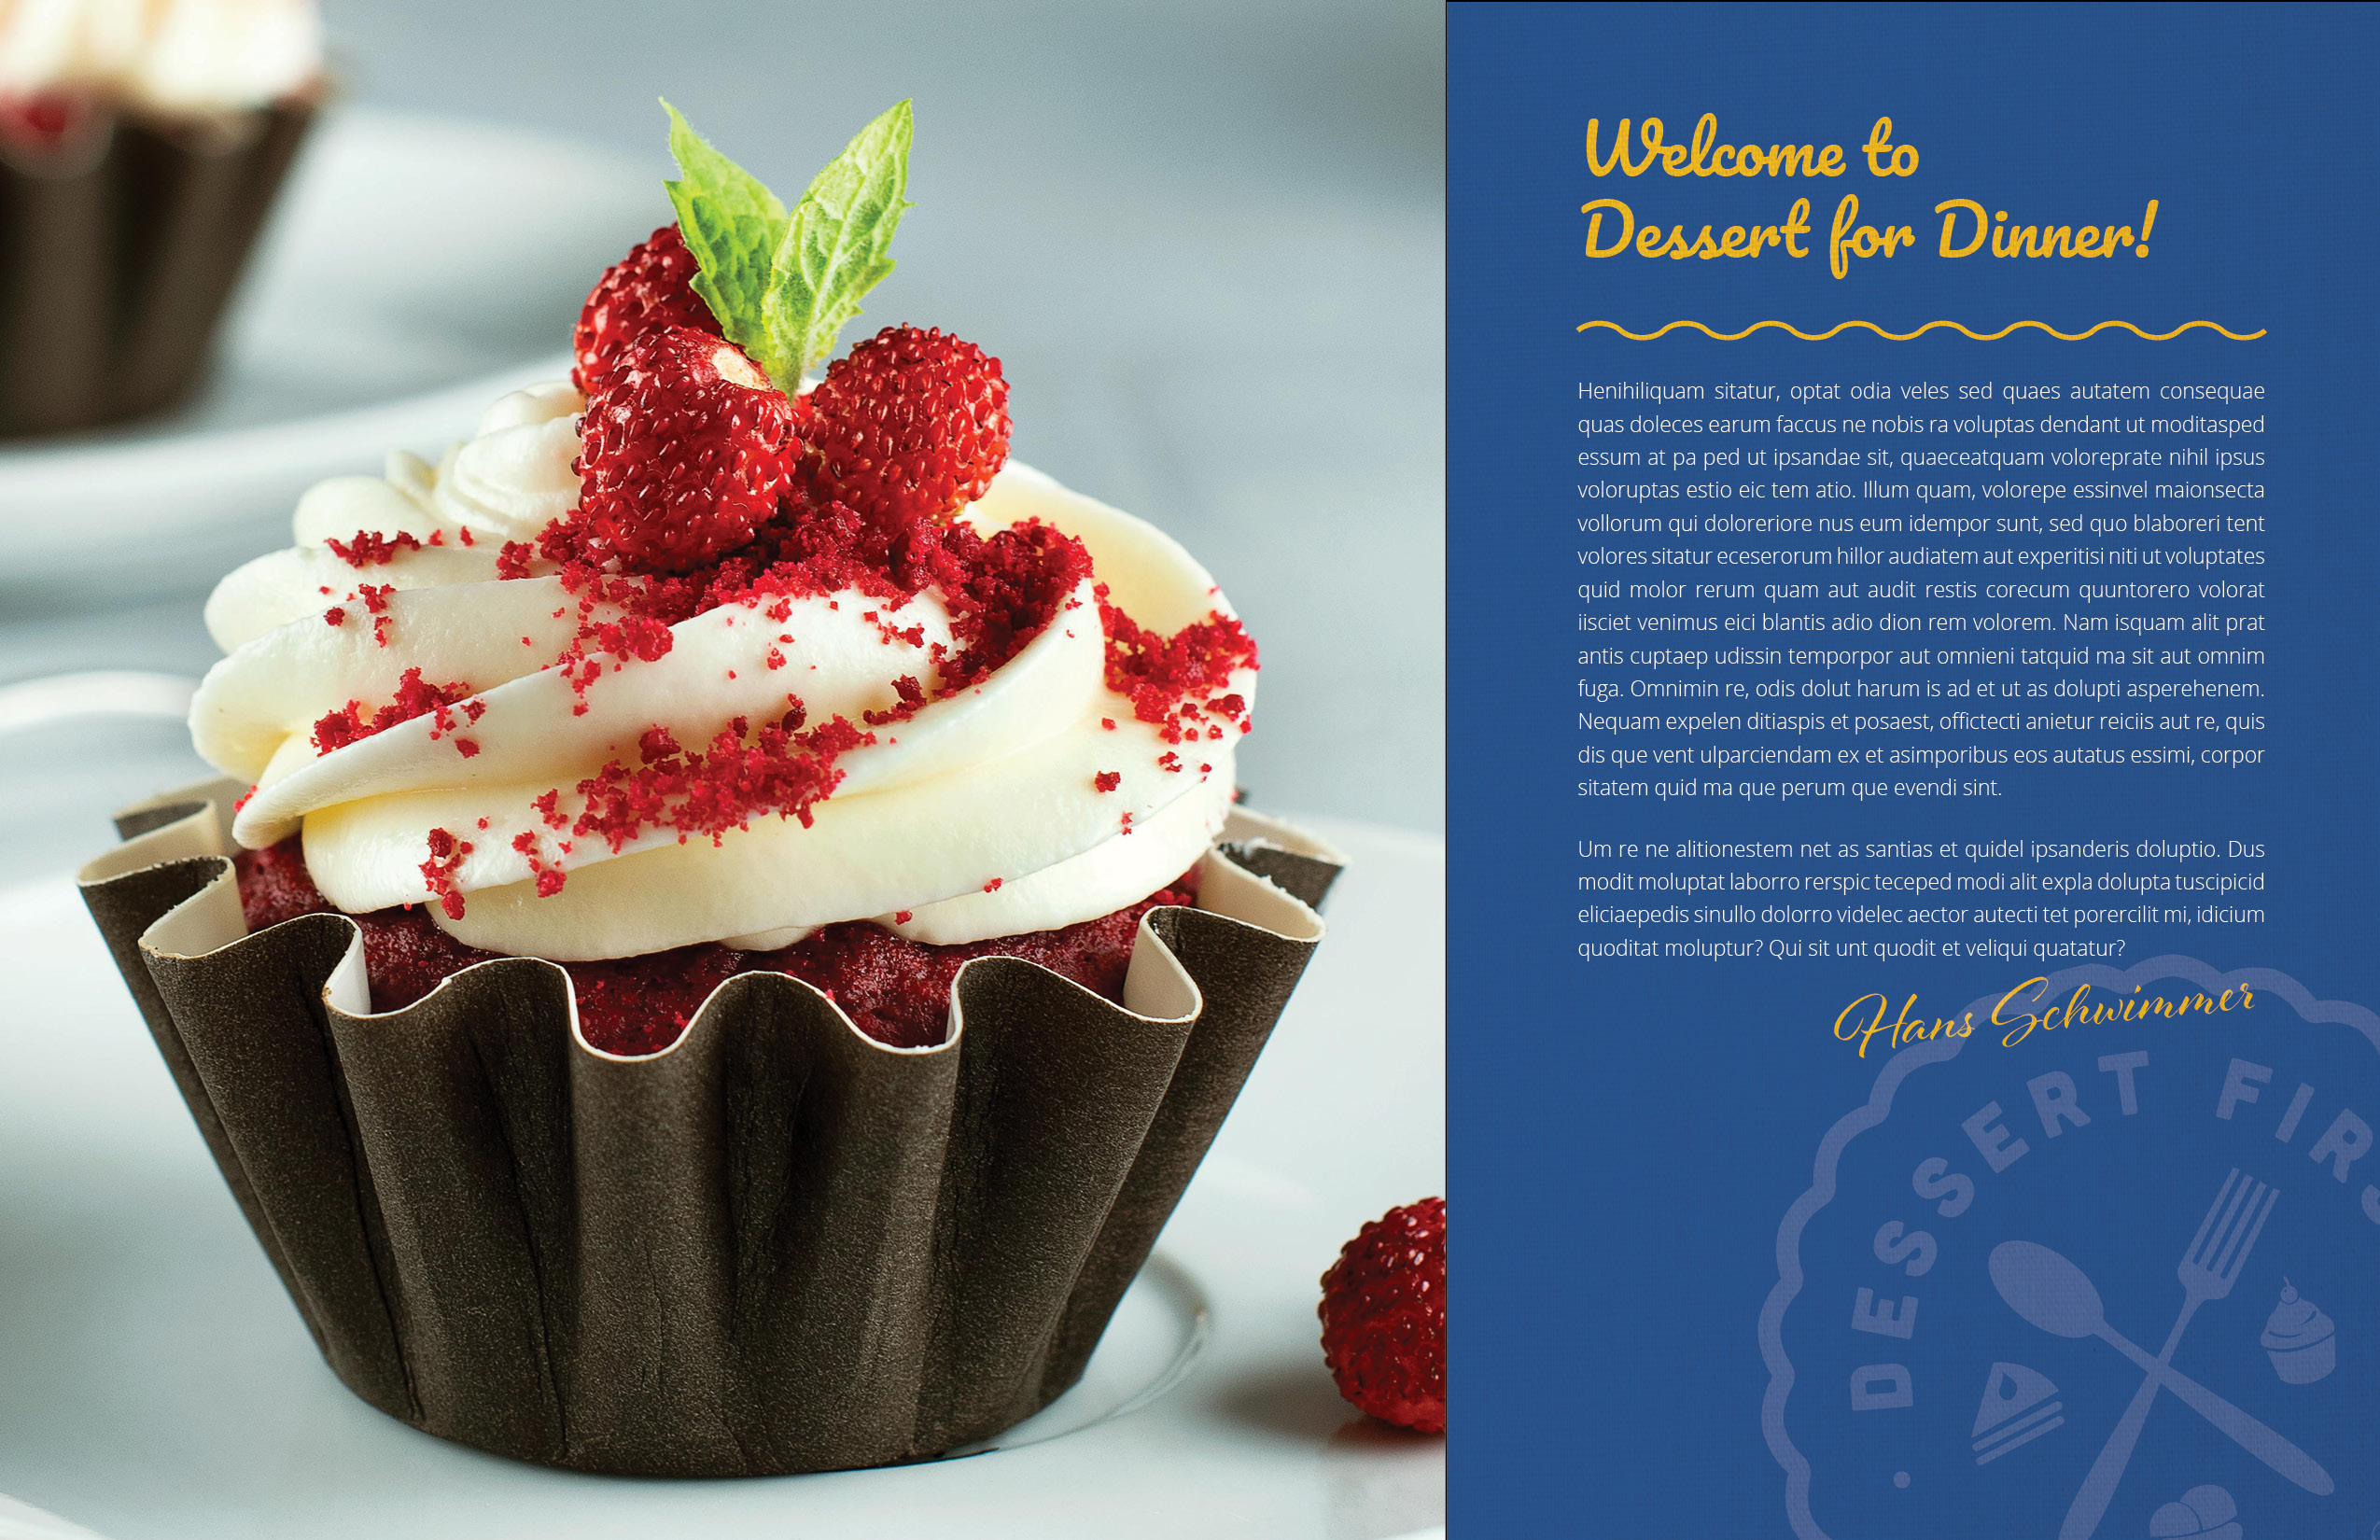 Welcome to
Dessert for Dinner!
Henihiliquam sitatur, optat odia veles sed quaes autatem consequae
quas doleces earum faccus ne nobis ra voluptas dendant ut moditasped
essum at pa ped ut ipsandae sit, quaeceatquam voloreprate nihil ipsus
voloruptas estio eic tem atio. Illum quam, volorepe essinvel maionsecta
vollorum qui doloreriore nus eum idempor sunt, sed quo blaboreri tent
volores sitatur eceserorum hillor audiatem aut experitisi niti ut voluptates
quid molor rerum quam aut audit restis corecum quuntorero volorat
iisciet venimus eici blantis adio dion rem volorem. Nam isquam alit prat
antis cuptaep udissin temporpor aut omnieni tatquid ma sit aut omnim
fuga. Omnimin re, odis dolut harum is ad et ut as dolupti asperehenem.
Nequam expelen ditiaspis et posaest, offictecti anietur reiciis aut re, quis
dis que vent ulparciendam ex et asimporibus eos autatus essimi, corpor
sitatem quid ma que perum que evendi sint.
Um re ne alitionestem net as santias et quidel ipsanderis doluptio. Dus
modit moluptat laborro rerspic teceped modi alit expla dolupta tuscipicid
eliciaepedis sinullo dolorro videlec aector autecti tet porercilit mi, idicium
quoditat moluptur? Qui sit unt quodit et veliqui quatatur?
Hans Schwimmer
· DESSERT FIRS